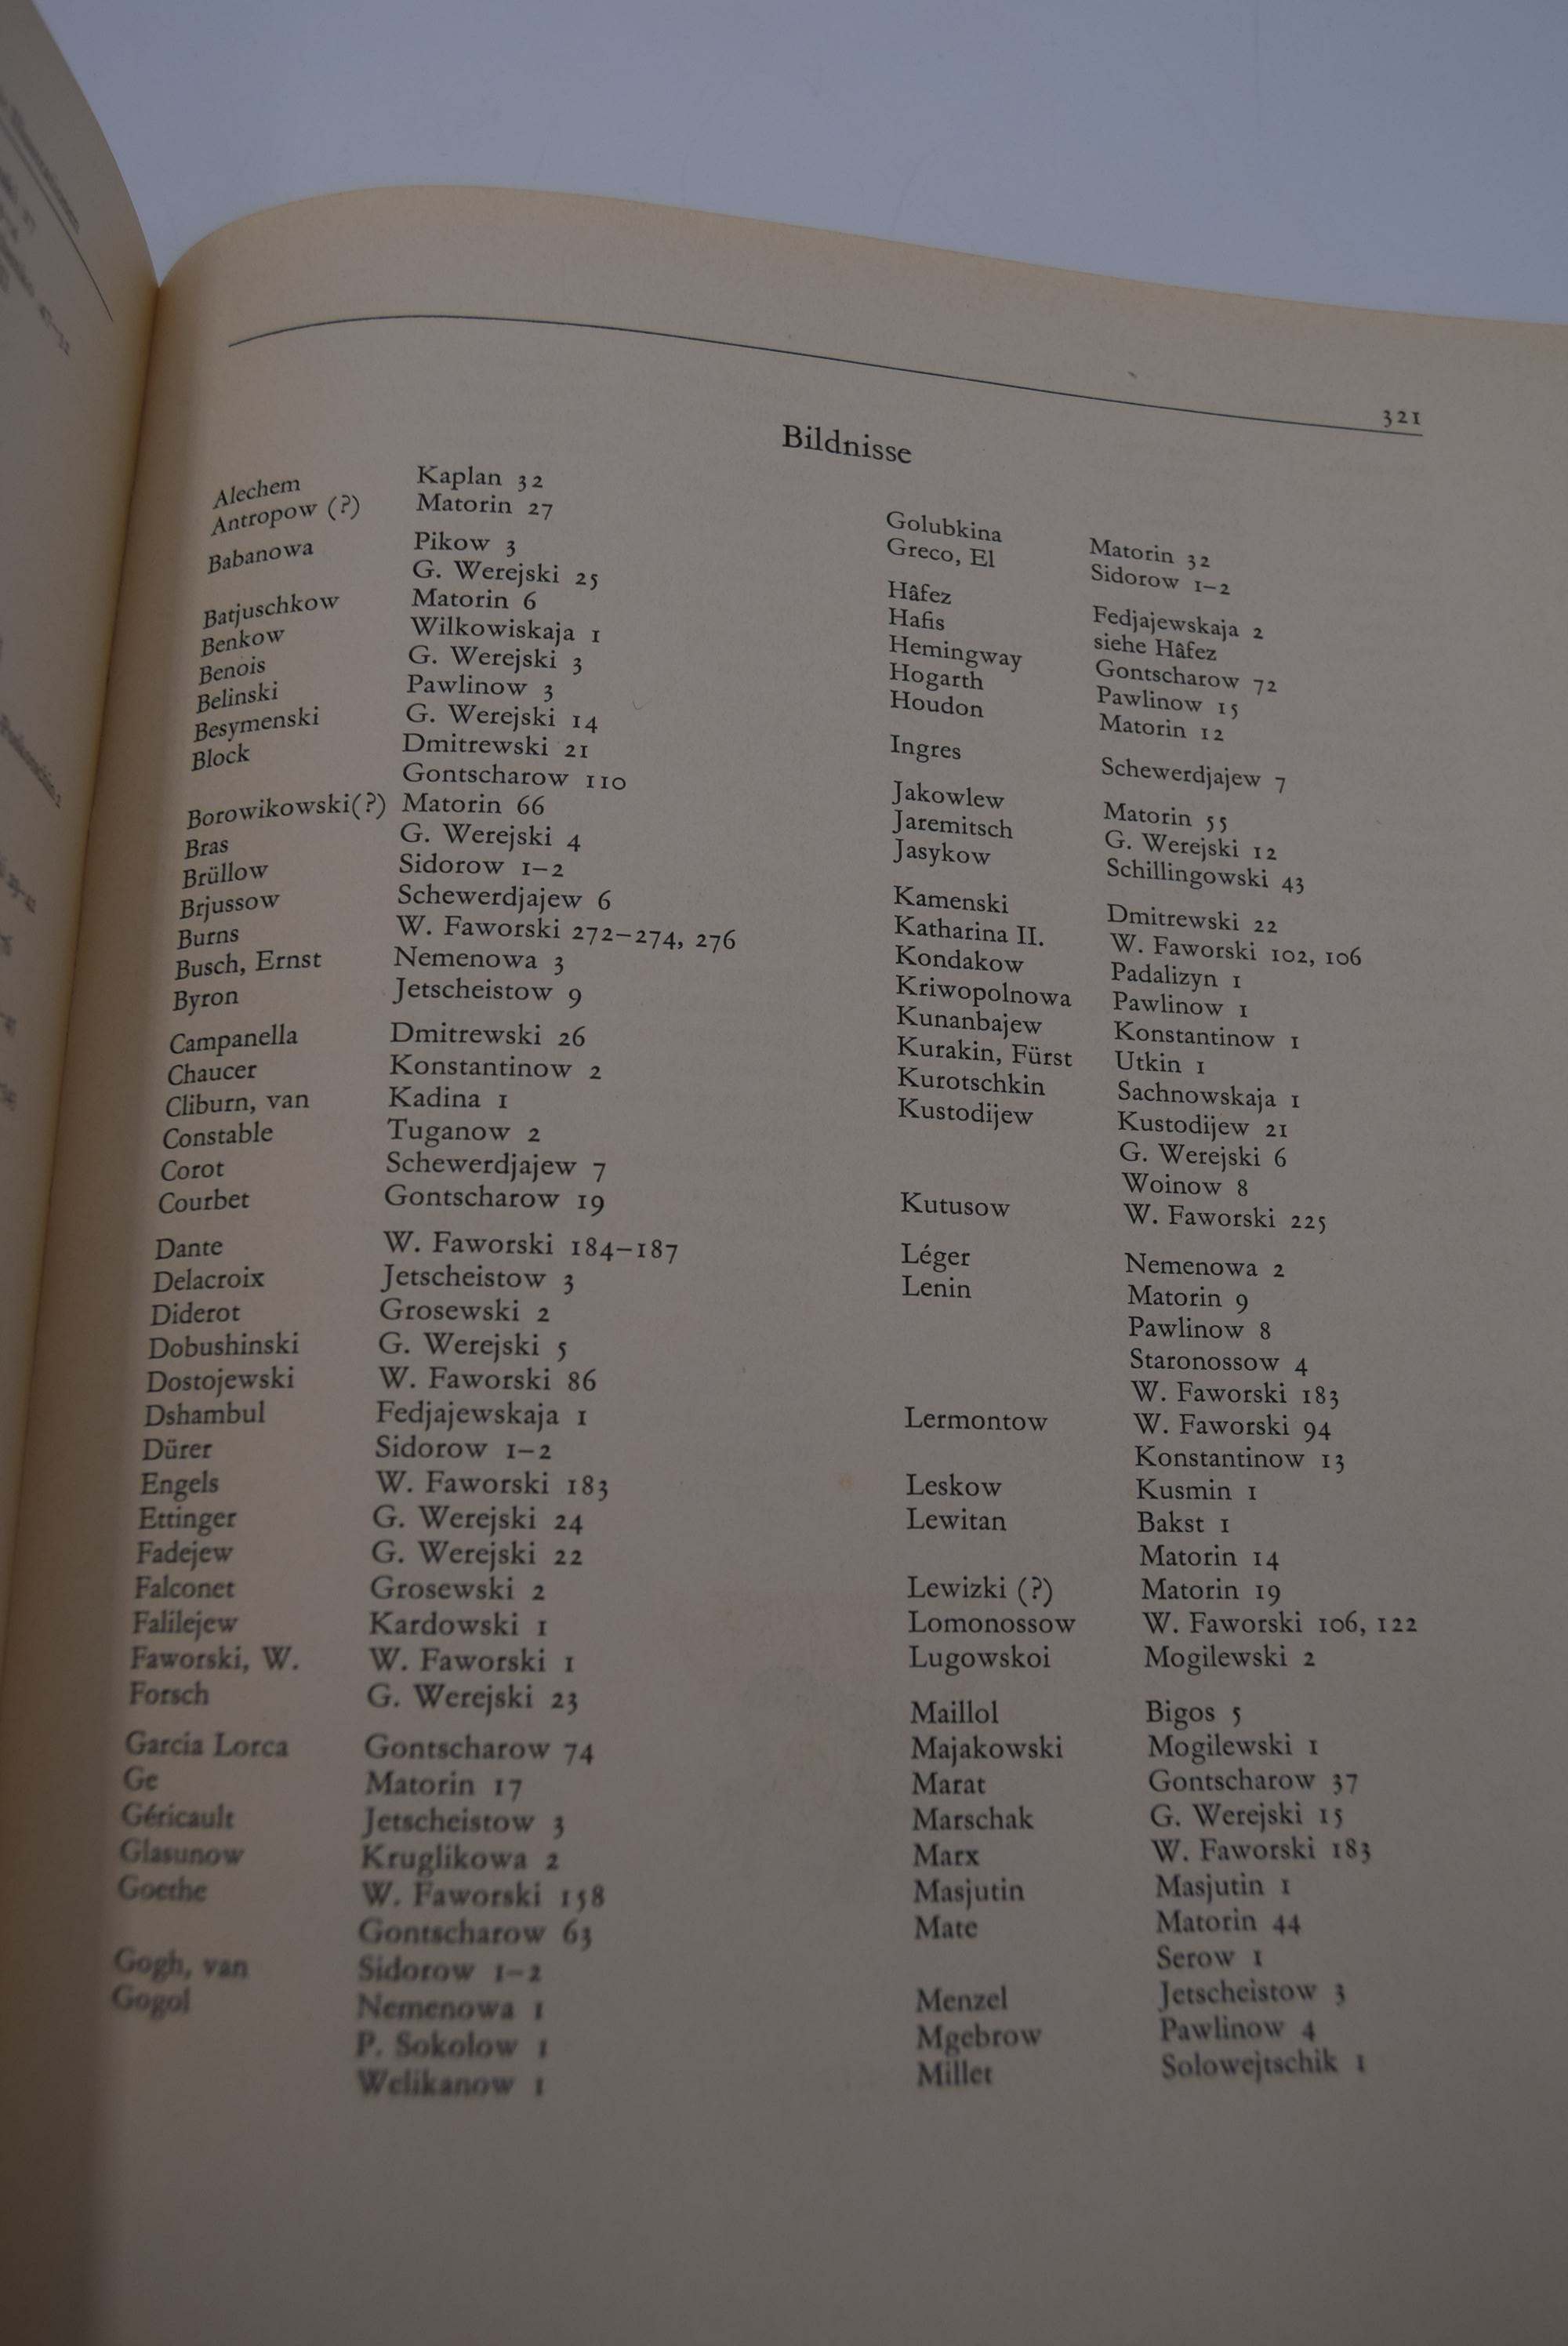 321
Bildnisse
Alechem Kaplan 32
Antropow (?) Matorin 27
Babanowa Pikow 3
G. Werejski 25
Batjuschkow Matorin 6
Benkow Wilkowiskaja 1
Benois G. Werejski 3
Belinski Pawlinow 3
Besymenski G. Werejski 14
Block Dmitrewski 21
Gontscharow 110
Borowikowski(?) Matorin 66
Bras G. Werejski 4
Brüllow Sidorow 1–2
Brjussow Schewerdjajew 6
Burns W. Faworski 272–274, 276
Busch, Ernst Nemenowa 3
Byron Jetscheistow 9
Campanella Dmitrewski 26
Chaucer Konstantinow 2
Cliburn, van Kadina 1
Constable Tuganow 2
Corot Schewerdjajew 7
Courbet Gontscharow 19
Dante W. Faworski 184–187
Delacroix Jetscheistow 3
Diderot Grosewski 2
Dobushinski G. Werejski 5
Dostojewski W. Faworski 86
Dshambul Fedjajewskaja 1
Dürer Sidorow 1–2
Engels W. Faworski 183
Ettinger G. Werejski 24
Fadejew G. Werejski 22
Falconet Grosewski 2
Falilejew Kardowski 1
Faworski, W. W. Faworski 1
Forsch G. Werejski 23
García Lorca Gontscharow 74
Ge Matorin 17
Géricault Jetscheistow 3
Glasunow Kruglikowa 2
Goethe W. Faworski 158
Gontscharow 63
Gogh, van Sidorow 1–2
Gogol Nemenowa 1
P. Sokolow 1
Welikanow 1
Golubkina Matorin 32
Greco, El Sidorow 1–2
Hâfez Fedjajewskaja 2
Hafis siehe Hâfez
Hemingway Gontscharow 72
Hogarth Pawlinow 15
Houdon Matorin 12
Ingres Schewerdjajew 7
Jakowlew Matorin 55
Jaremitsch G. Werejski 12
Jasykow Schillingowski 43
Kamenski Dmitrewski 22
Katharina II. W. Faworski 102, 106
Kondakow Padalizyn 1
Kriwopolnowa Pawlinow 1
Kunanbajew Konstantinow 1
Kurakin, Fürst Utkin 1
Kurotschkin Sachnowskaja 1
Kustodijew Kustodijew 21
G. Werejski 6
Woinow 8
Kutusow W. Faworski 225
Léger Nemenowa 2
Lenin Matorin 9
Pawlinow 8
Staronossow 4
W. Faworski 183
Lermontow W. Faworski 94
Konstantinow 13
Leskow Kusmin 1
Lewitan Bakst 1
Matorin 14
Lewizki (?) Matorin 19
Lomonossow W. Faworski 106, 122
Lugowskoi Mogilewski 2
Maillol Bigos 5
Majakowski Mogilewski 1
Marat Gontscharow 37
Marschak G. Werejski 15
Marx W. Faworski 183
Masjutin Masjutin 1
Mate Matorin 44
Serow 1
Menzel Jetscheistow 3
Mgebrow Pawlinow 4
Millet Solowejtschik 1